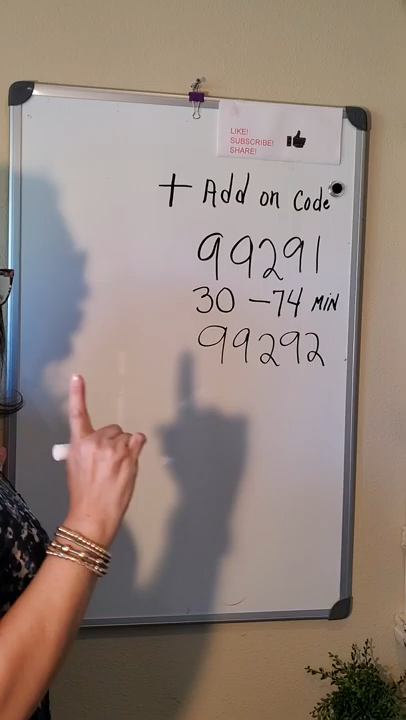 LIKE!
SUBSCRIBE!
SHARE!
+ Add on Code
99291
30 - 74 MIN
99292